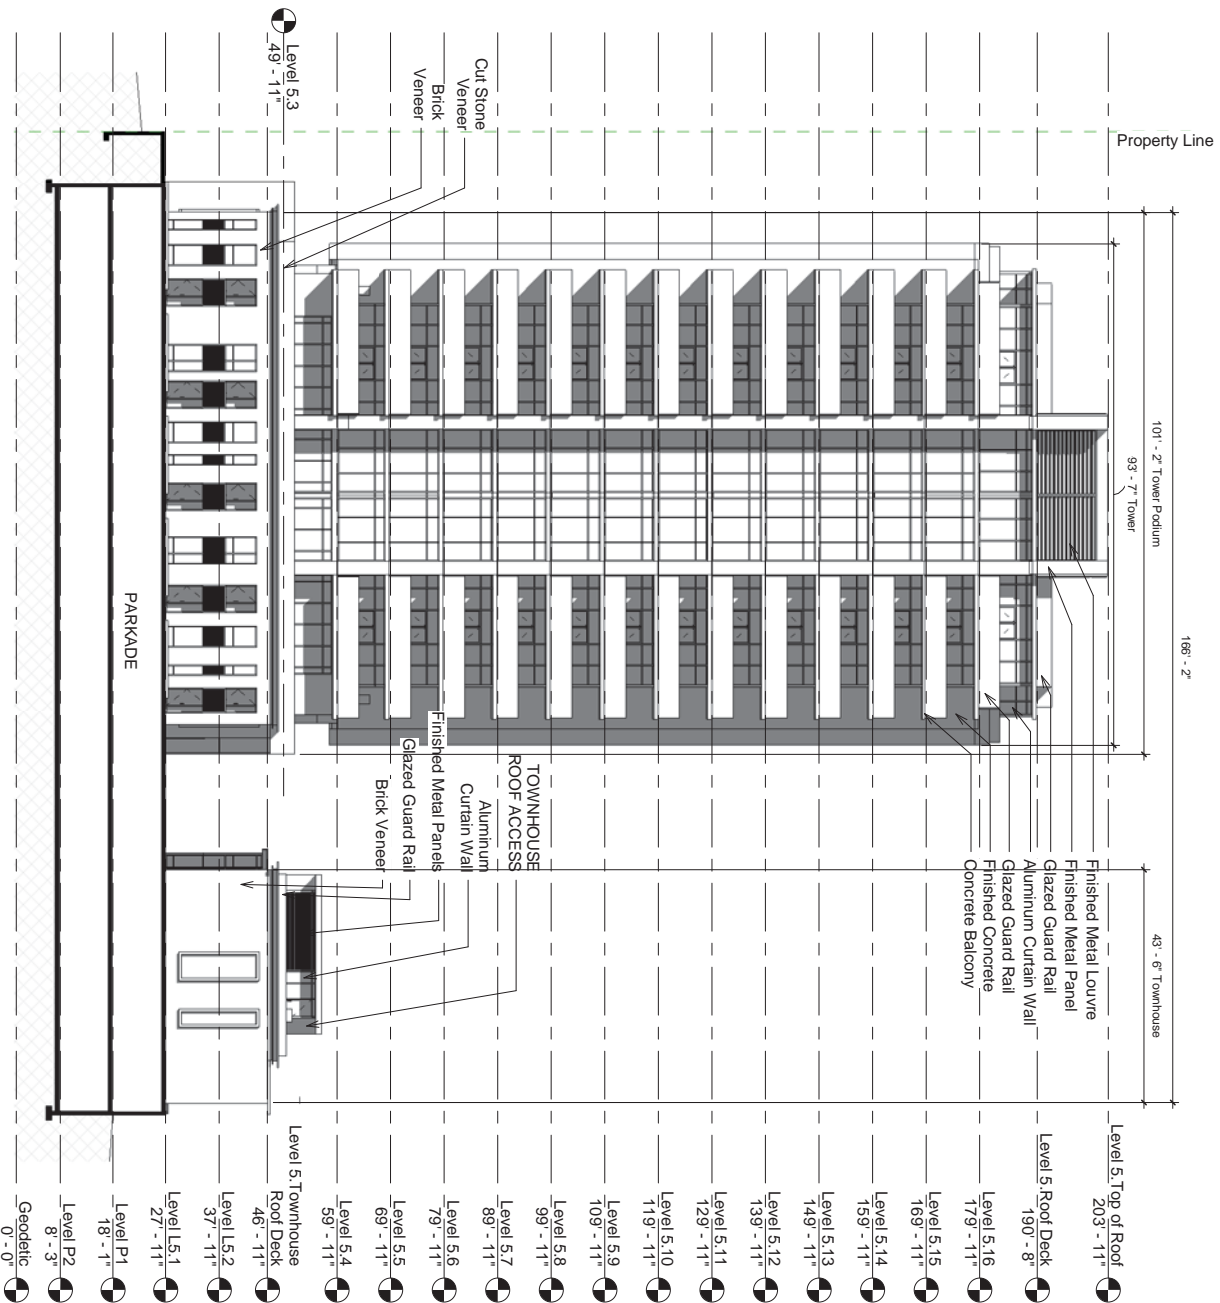 Property Line
166' - 2"
101' - 2" Tower Podium
93' - 7" Tower
43' - 6" Townhouse
Level 5.3
49' - 11"
Cut Stone
Veneer
Brick
Veneer
PARKADE
Finished Metal Louvre
Finished Metal Panel
Glazed Guard Rail
Aluminum Curtain Wall
Glazed Guard Rail
Finished Concrete
Concrete Balcony
TOWNHOUSE
ROOF ACCESS
Aluminum
Curtain Wall
Finished Metal Panels
Glazed Guard Rail
Brick Veneer
Level 5.Top of Roof
203' - 11"
Level 5.Roof Deck
190' - 8"
Level 5.16
179' - 11"
Level 5.15
169' - 11"
Level 5.14
159' - 11"
Level 5.13
149' - 11"
Level 5.12
139' - 11"
Level 5.11
129' - 11"
Level 5.10
119' - 11"
Level 5.9
109' - 11"
Level 5.8
99' - 11"
Level 5.7
89' - 11"
Level 5.6
79' - 11"
Level 5.5
69' - 11"
Level 5.4
59' - 11"
Level 5.Townhouse
Roof Deck
46' - 11"
Level L5.2
37' - 11"
Level L5.1
27' - 11"
Level P1
18' - 1"
Level P2
8' - 3"
Geodetic
0' - 0"